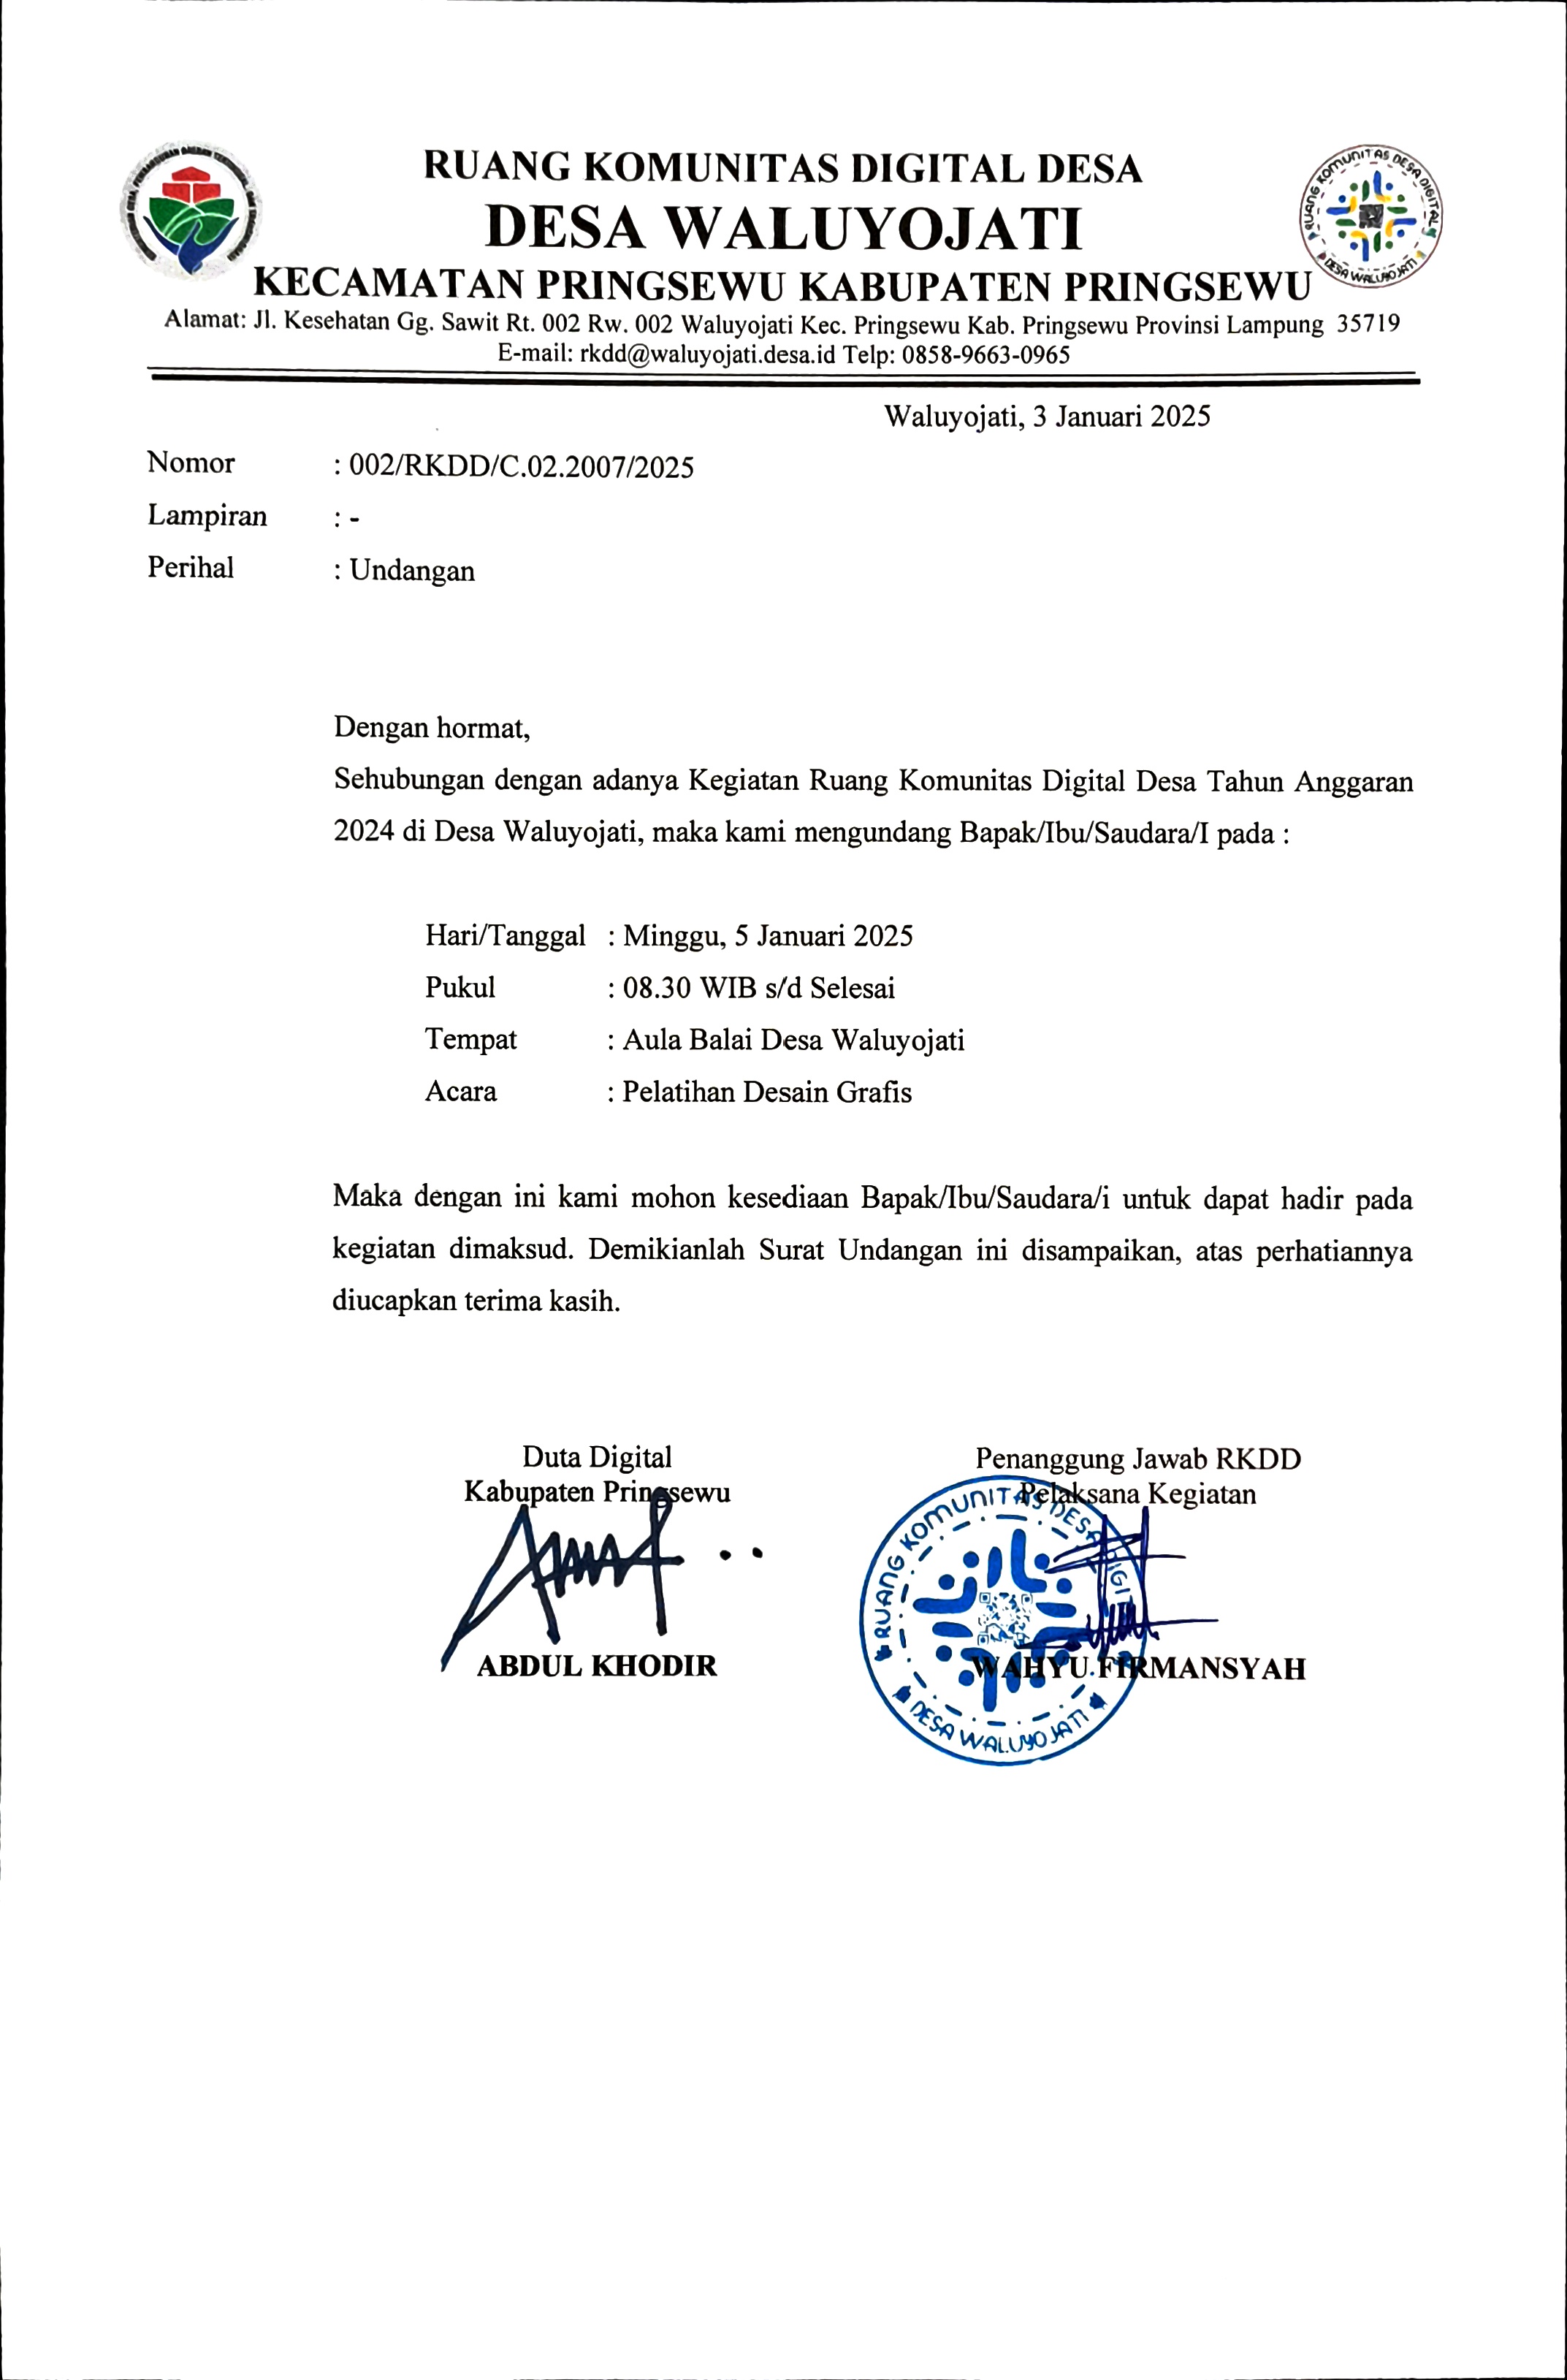 RUANG KOMUNITAS DIGITAL DESA
DESA WALUYOJATI
KECAMATAN PRINGSEWU KABUPATEN PRINGSEWU
Alamat: Jl. Kesehatan Gg. Sawit Rt. 002 Rw. 002 Waluyojati Kec. Pringsewu Kab. Pringsewu Provinsi Lampung 35719
E-mail: rkdd@waluyojati.desa.id Telp: 0858-9663-0965
RUANG KOMUNITAS DESA DIGITAL
DESA WALUYOJATI
Waluyojati, 3 Januari 2025
Nomor : 002/RKDD/C.02.2007/2025
Lampiran : -
Perihal : Undangan
Dengan hormat,
Sehubungan dengan adanya Kegiatan Ruang Komunitas Digital Desa Tahun Anggaran
2024 di Desa Waluyojati, maka kami mengundang Bapak/Ibu/Saudara/I pada :
Hari/Tanggal : Minggu, 5 Januari 2025
Pukul : 08.30 WIB s/d Selesai
Tempat : Aula Balai Desa Waluyojati
Acara : Pelatihan Desain Grafis
Maka dengan ini kami mohon kesediaan Bapak/Ibu/Saudara/i untuk dapat hadir pada
kegiatan dimaksud. Demikianlah Surat Undangan ini disampaikan, atas perhatiannya
diucapkan terima kasih.
Duta Digital
Kabupaten Pringsewu
ABDUL KHODIR
Penanggung Jawab RKDD
Pelaksana Kegiatan
WAHYU FIRMANSYAH
RUANG KOMUNITAS DESA DIGIT
DESA WALUYOJATI